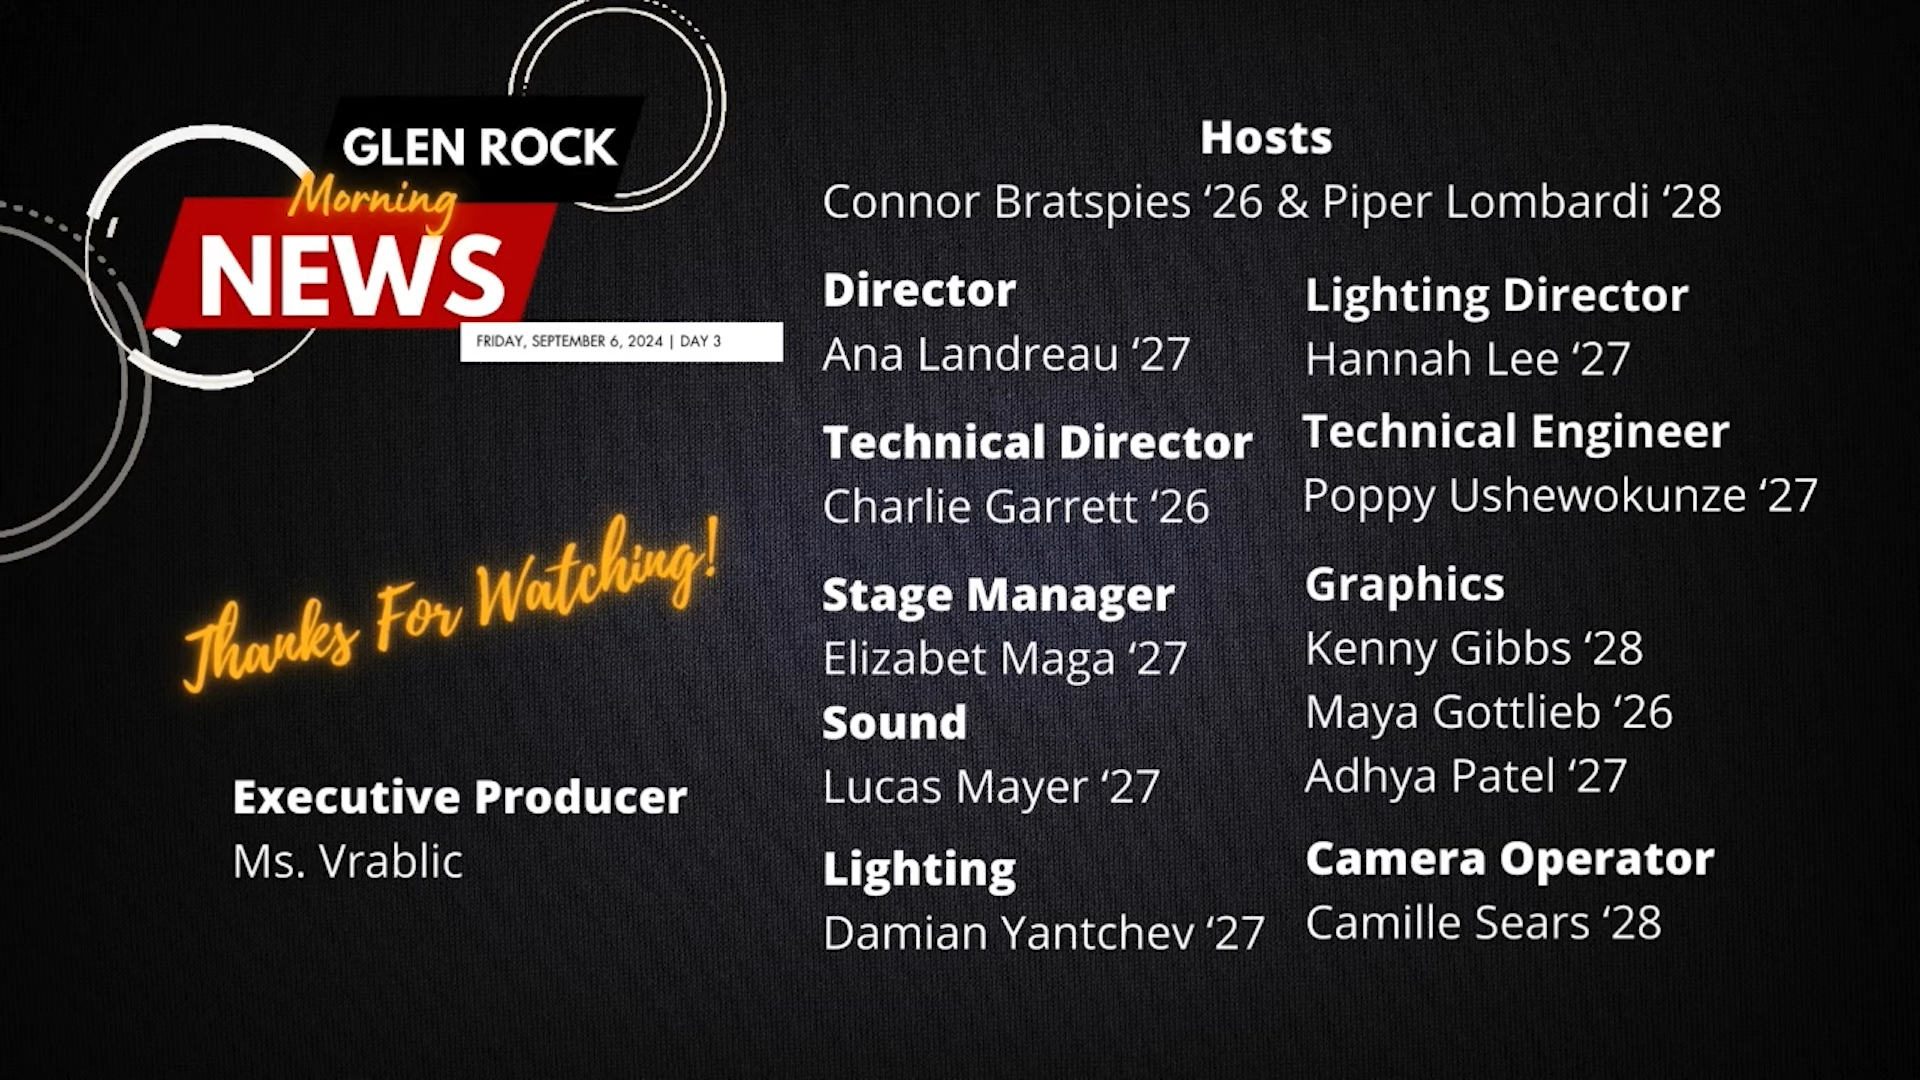 GLEN ROCK
Morning
NEWS
FRIDAY, SEPTEMBER 6, 2024 | DAY 3
Thanks For Watching!
Executive Producer
Ms. Vrablic
Hosts
Connor Bratspies ‘26 & Piper Lombardi ‘28
Director
Ana Landreau ‘27
Technical Director
Charlie Garrett ‘26
Stage Manager
Elizabet Maga ‘27
Sound
Lucas Mayer ‘27
Lighting
Damian Yantchev ‘27
Lighting Director
Hannah Lee ‘27
Technical Engineer
Poppy Ushewokunze ‘27
Graphics
Kenny Gibbs ‘28
Maya Gottlieb ‘26
Adhya Patel ‘27
Camera Operator
Camille Sears ‘28